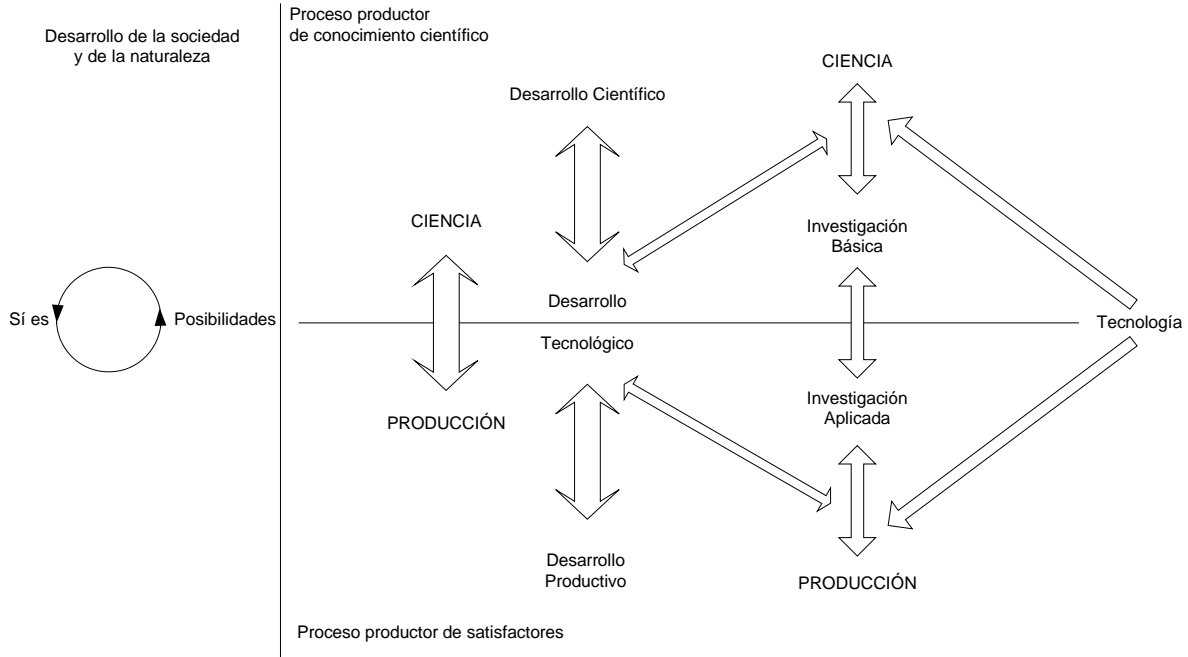 Desarrollo de la sociedad
y de la naturaleza
Sí es
Posibilidades
Proceso productor
de conocimiento científico
CIENCIA
PRODUCCIÓN
Desarrollo Científico
Desarrollo
Tecnológico
Desarrollo
Productivo
CIENCIA
Investigación
Básica
Investigación
Aplicada
PRODUCCIÓN
Tecnología
Proceso productor de satisfactores